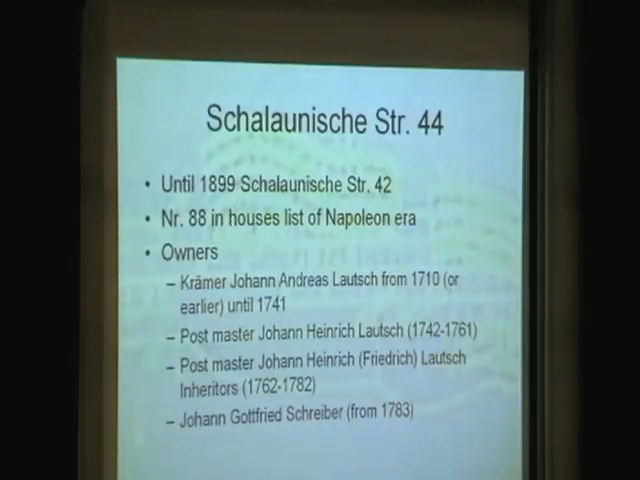 Schalaunische Str. 44
• Until 1899 Schalaunische Str. 42
• Nr. 88 in houses list of Napoleon era
• Owners
– Krämer Johann Andreas Lautsch from 1710 (or
earlier) until 1741
– Post master Johann Heinrich Lautsch (1742-1761)
– Post master Johann Heinrich (Friedrich) Lautsch
Inheritors (1762-1782)
– Johann Gottfried Schreiber (from 1783)